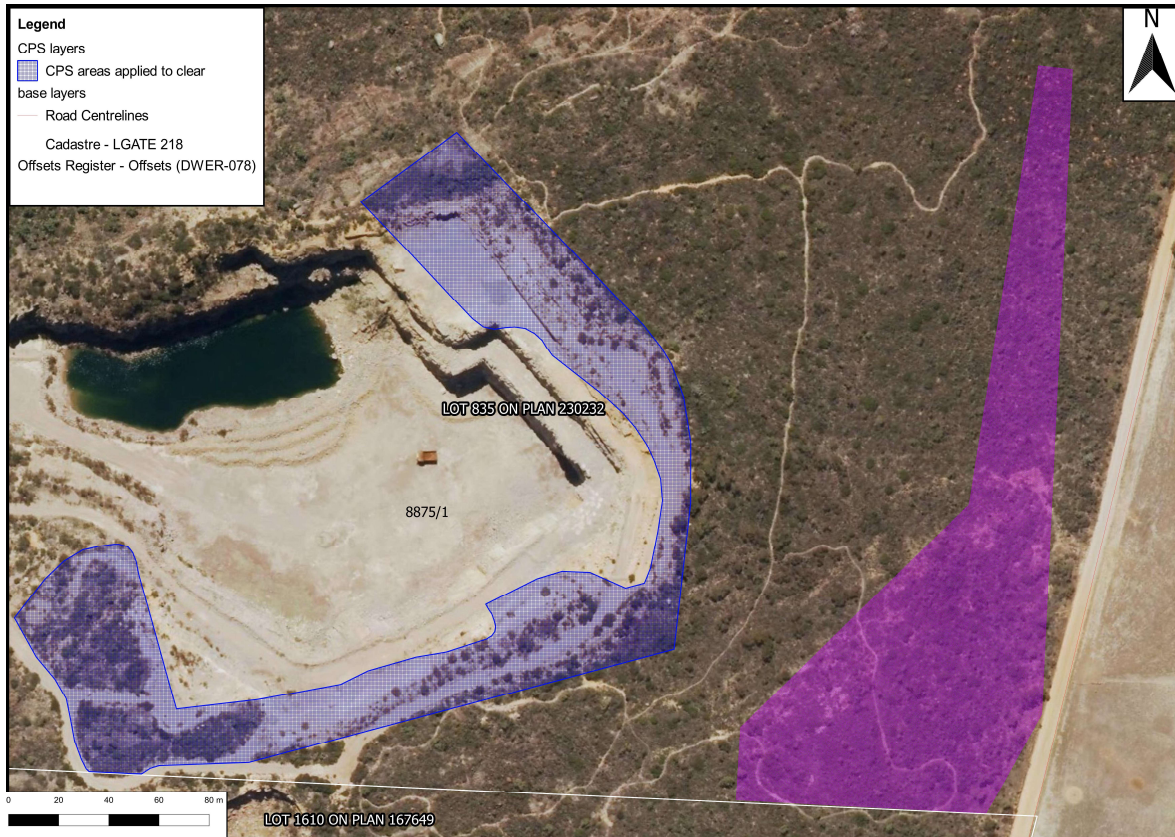 Legend
CPS layers
CPS areas applied to clear
base layers
Road Centrelines
Cadastre - LGATE 218
Offsets Register - Offsets (DWER-078)
N
LOT 835 ON PLAN 230232
8875/1
0 20 40 60 80 m
LOT 1610 ON PLAN 167649